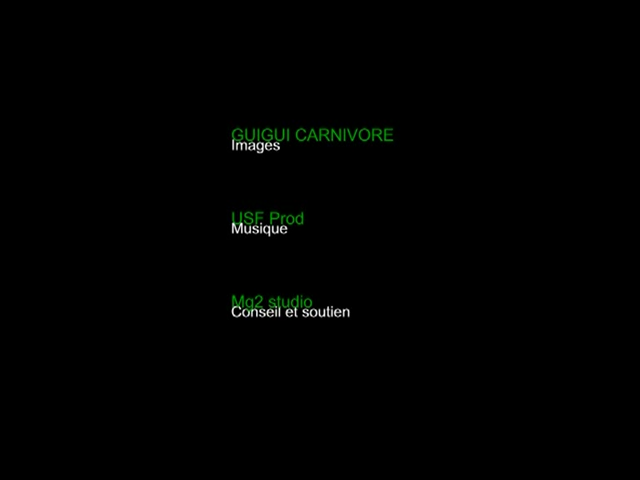 GUIGUI CARNIVORE
Images
USF Prod
Musique
Mg2 studio
Conseil et soutien